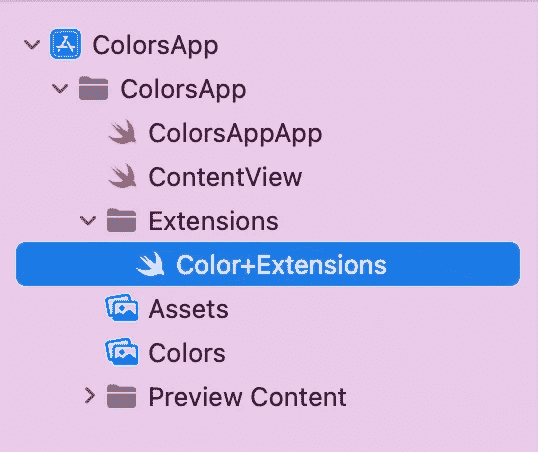 ColorsApp
ColorsApp
ColorsAppApp
ContentView
Extensions
Color+Extensions
Assets
Colors
Preview Content